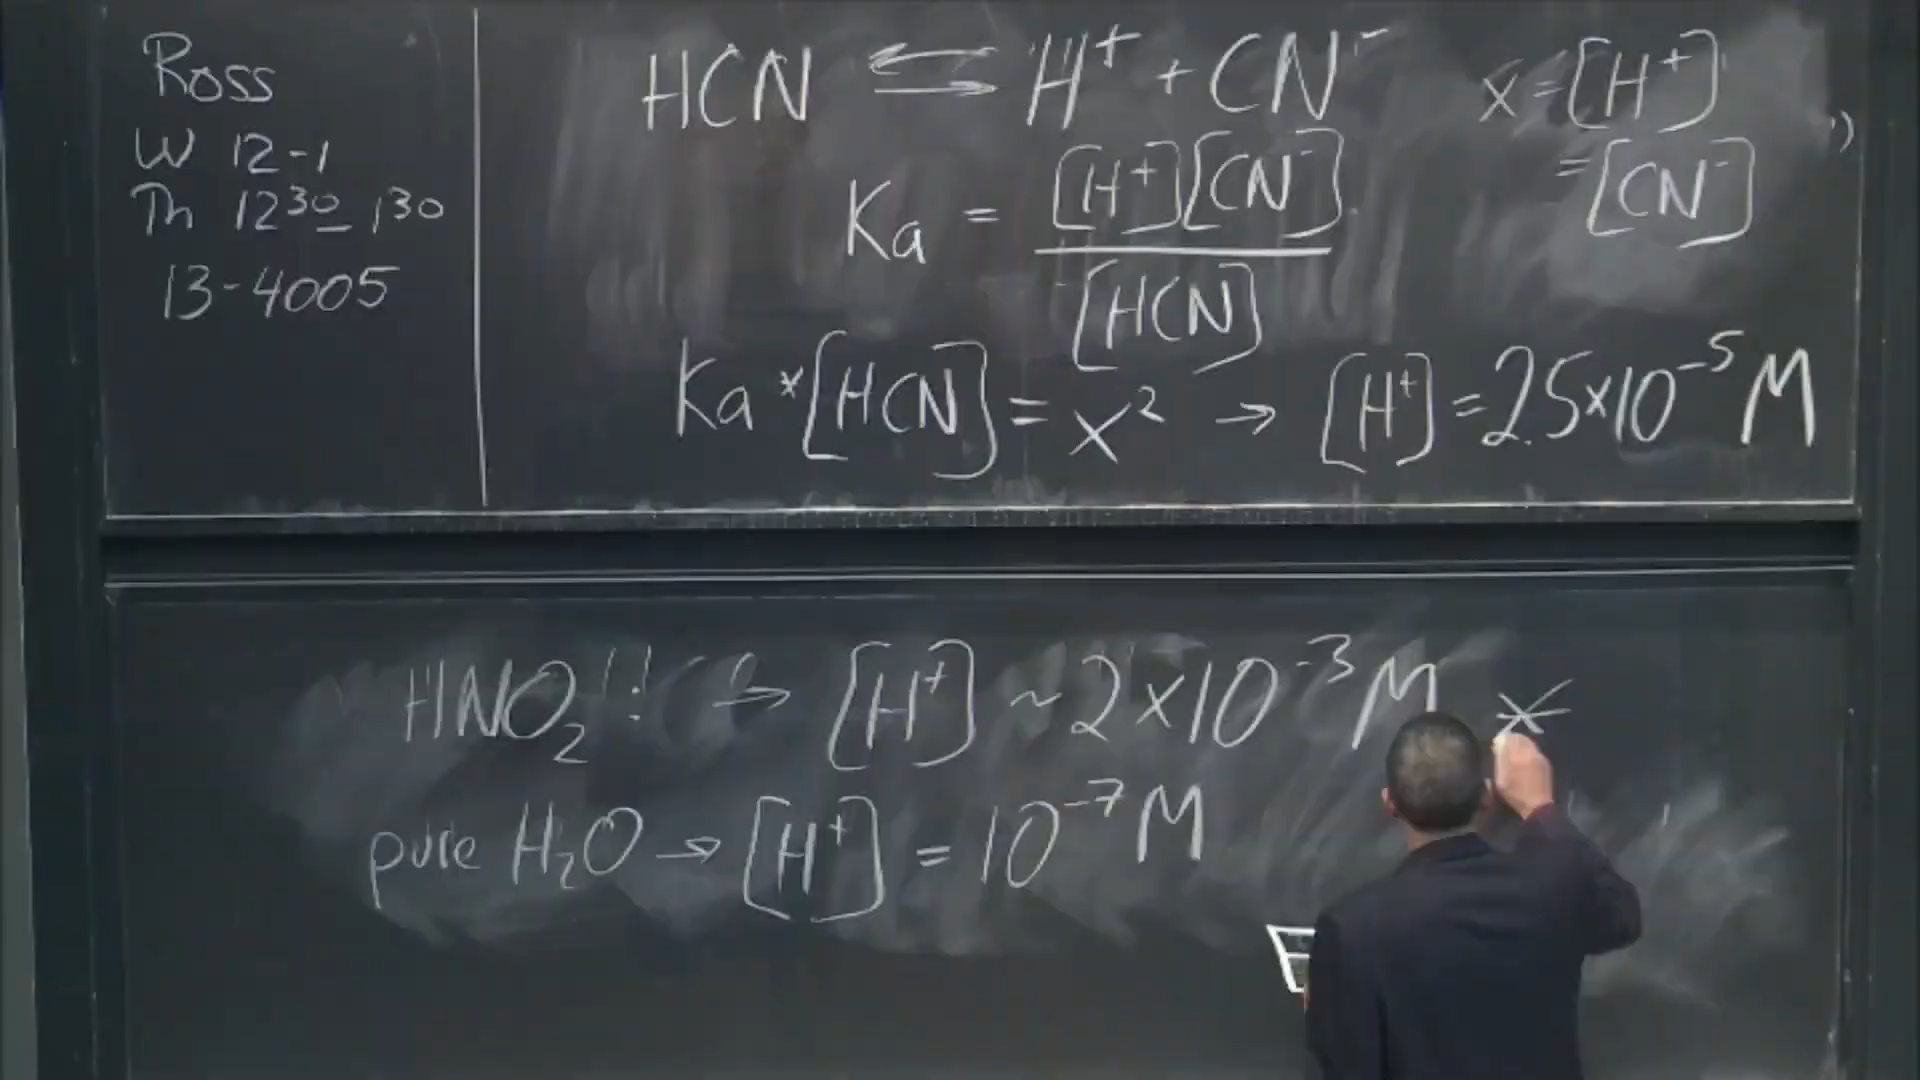 Ross
W 12-1
Th 12³⁰-1³⁰
13-4005
HCN ⇌ H⁺ + CN⁻
x = [H⁺]
= [CN⁻]
Ka = [H⁺][CN⁻] / [HCN]
Ka * [HCN] = x² → [H⁺] = 2.5×10⁻⁵ M
HNO₂!! → [H⁺] ~ 2×10⁻³ M *
pure H₂O → [H⁺] = 10⁻⁷ M